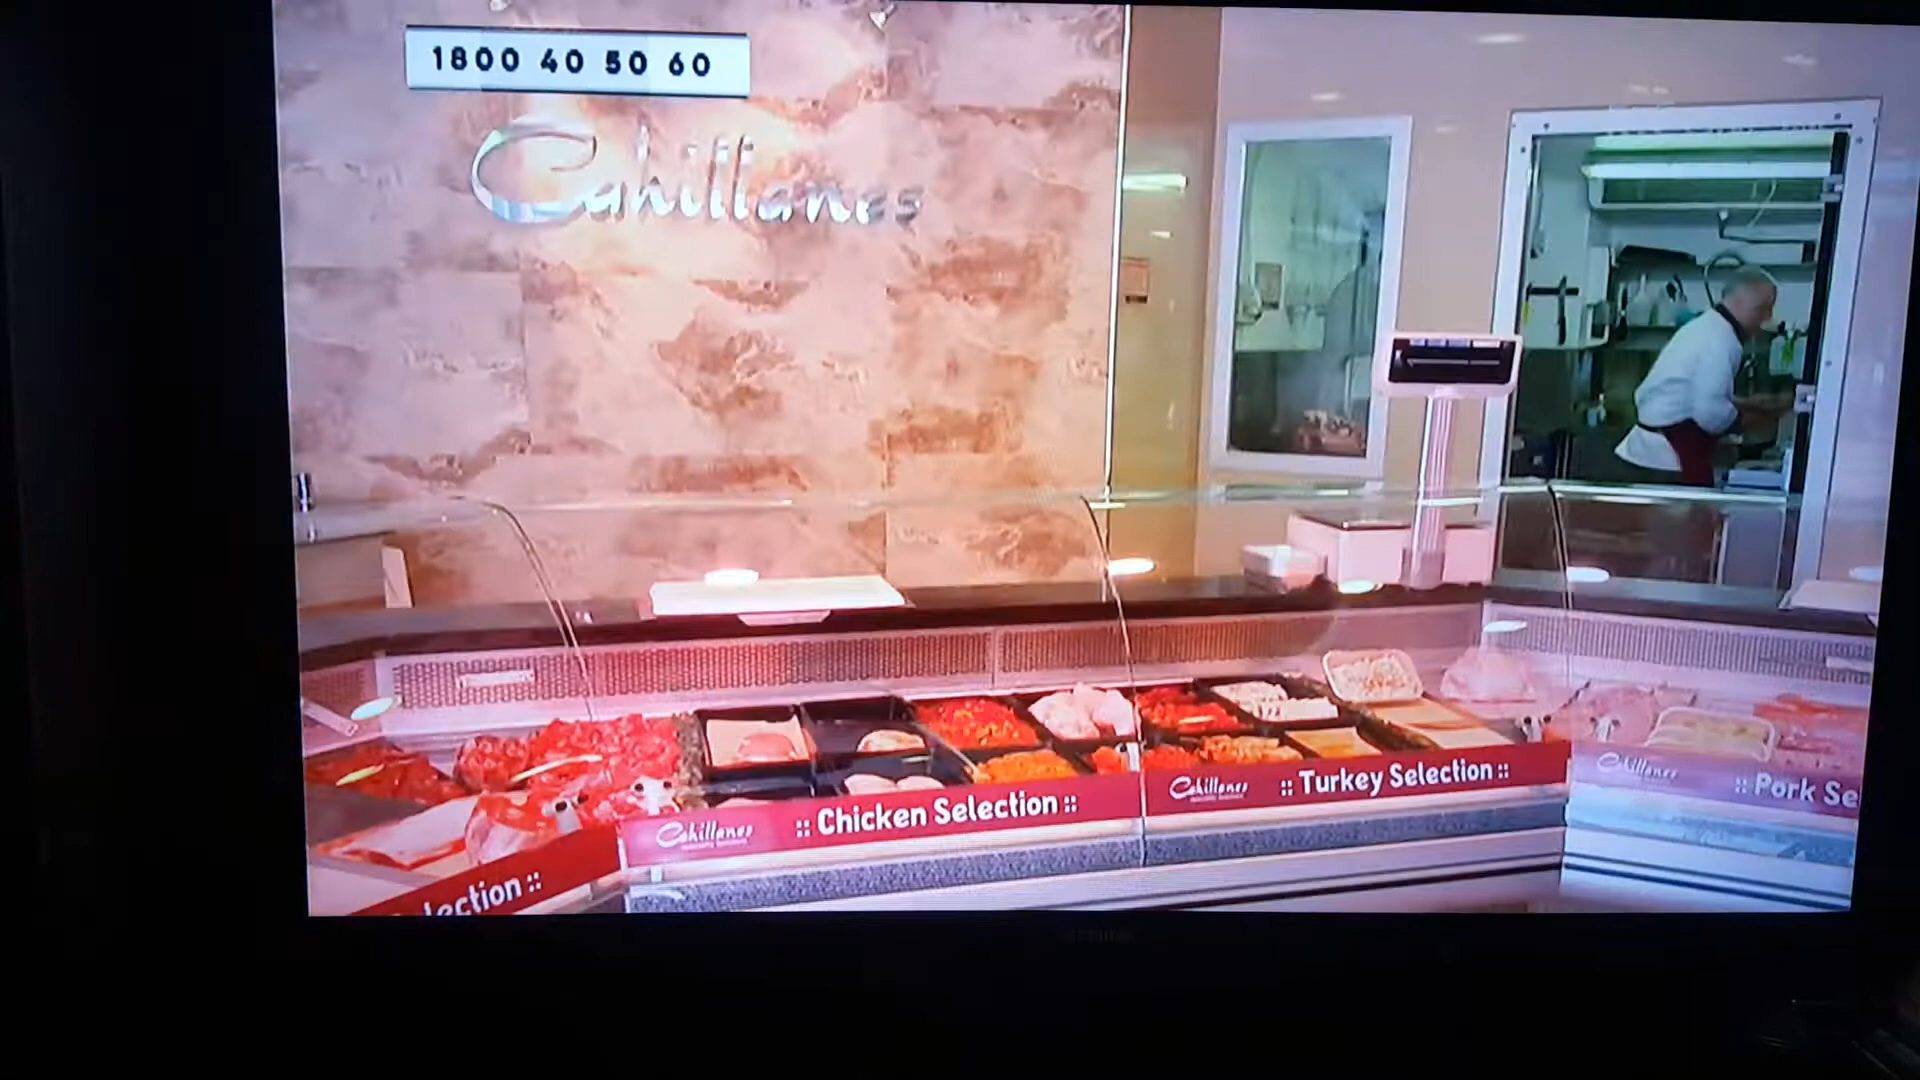 1800 40 50 60
Cahillanes
Cahillanes
:: Turkey Selection ::
Cahillanes
:: Pork Se
Cahillanes
:: Chicken Selection ::
lection ::